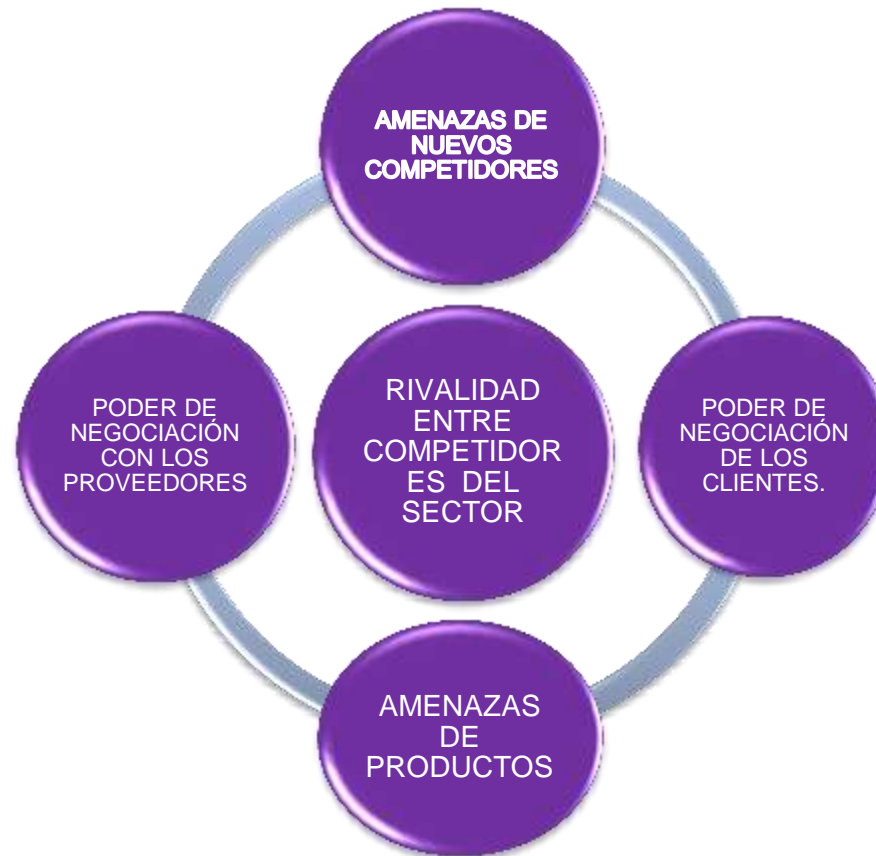 AMENAZAS DE
NUEVOS
COMPETIDORES
PODER DE
NEGOCIACIÓN
CON LOS
PROVEEDORES
RIVALIDAD
ENTRE
COMPETIDOR
ES DEL
SECTOR
PODER DE
NEGOCIACIÓN
DE LOS
CLIENTES.
AMENAZAS
DE
PRODUCTOS